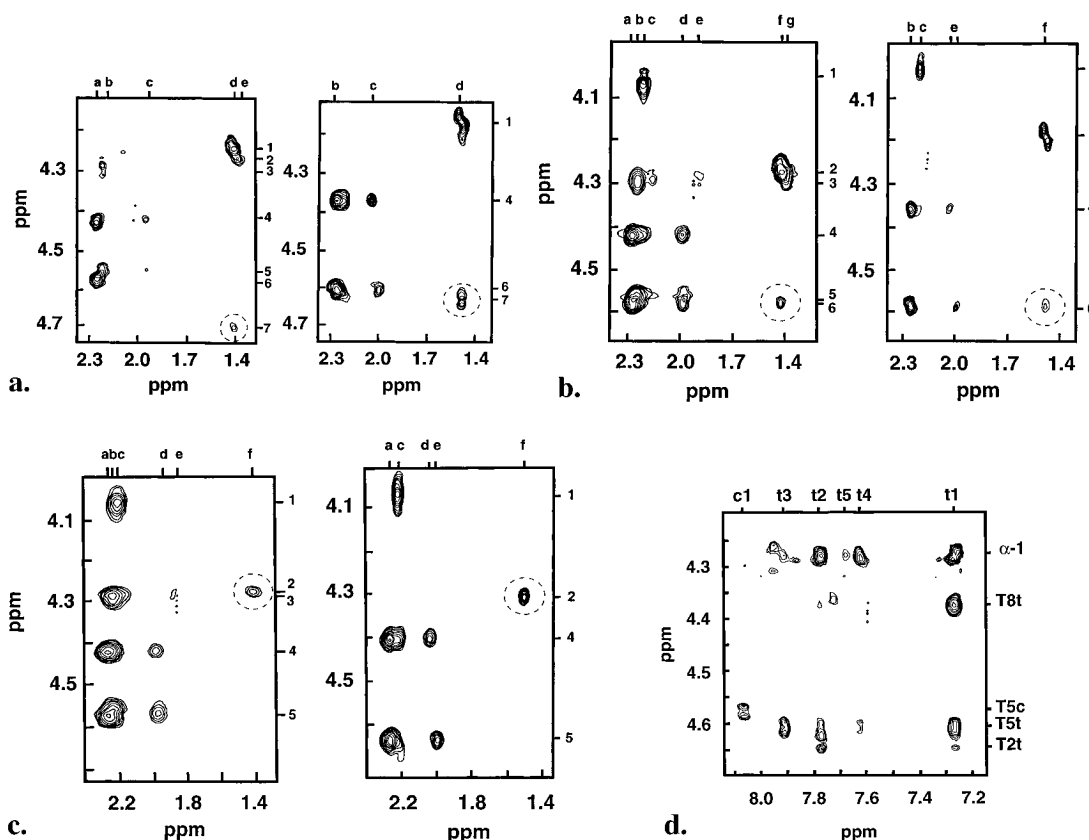 a b c d e
1
2
3
4
5
6
7
4.3
4.5
4.7
ppm
2.3 2.0 1.7 1.4
ppm
a.
b c d
1
4
6
7
4.3
4.5
4.7
2.3 2.0 1.7 1.4
ppm
a b c d e f g
1
2
3
4
5
6
4.1
4.3
4.5
ppm
2.3 2.0 1.7 1.4
ppm
b.
b c e f
4.1
4.3
4.5
2.3 2.0 1.7 1.4
ppm
abc d e f
1
2
3
4
5
4.1
4.3
4.5
ppm
2.2 1.8 1.4
ppm
c.
a c d e f
1
2
4
5
4.1
4.3
4.5
2.2 1.8 1.4
ppm
c1 t3 t2 t5 t4 t1
α-1
T8t
T5c
T5t
T2t
4.3
4.4
4.5
4.6
ppm
8.0 7.8 7.6 7.4 7.2
ppm
d.